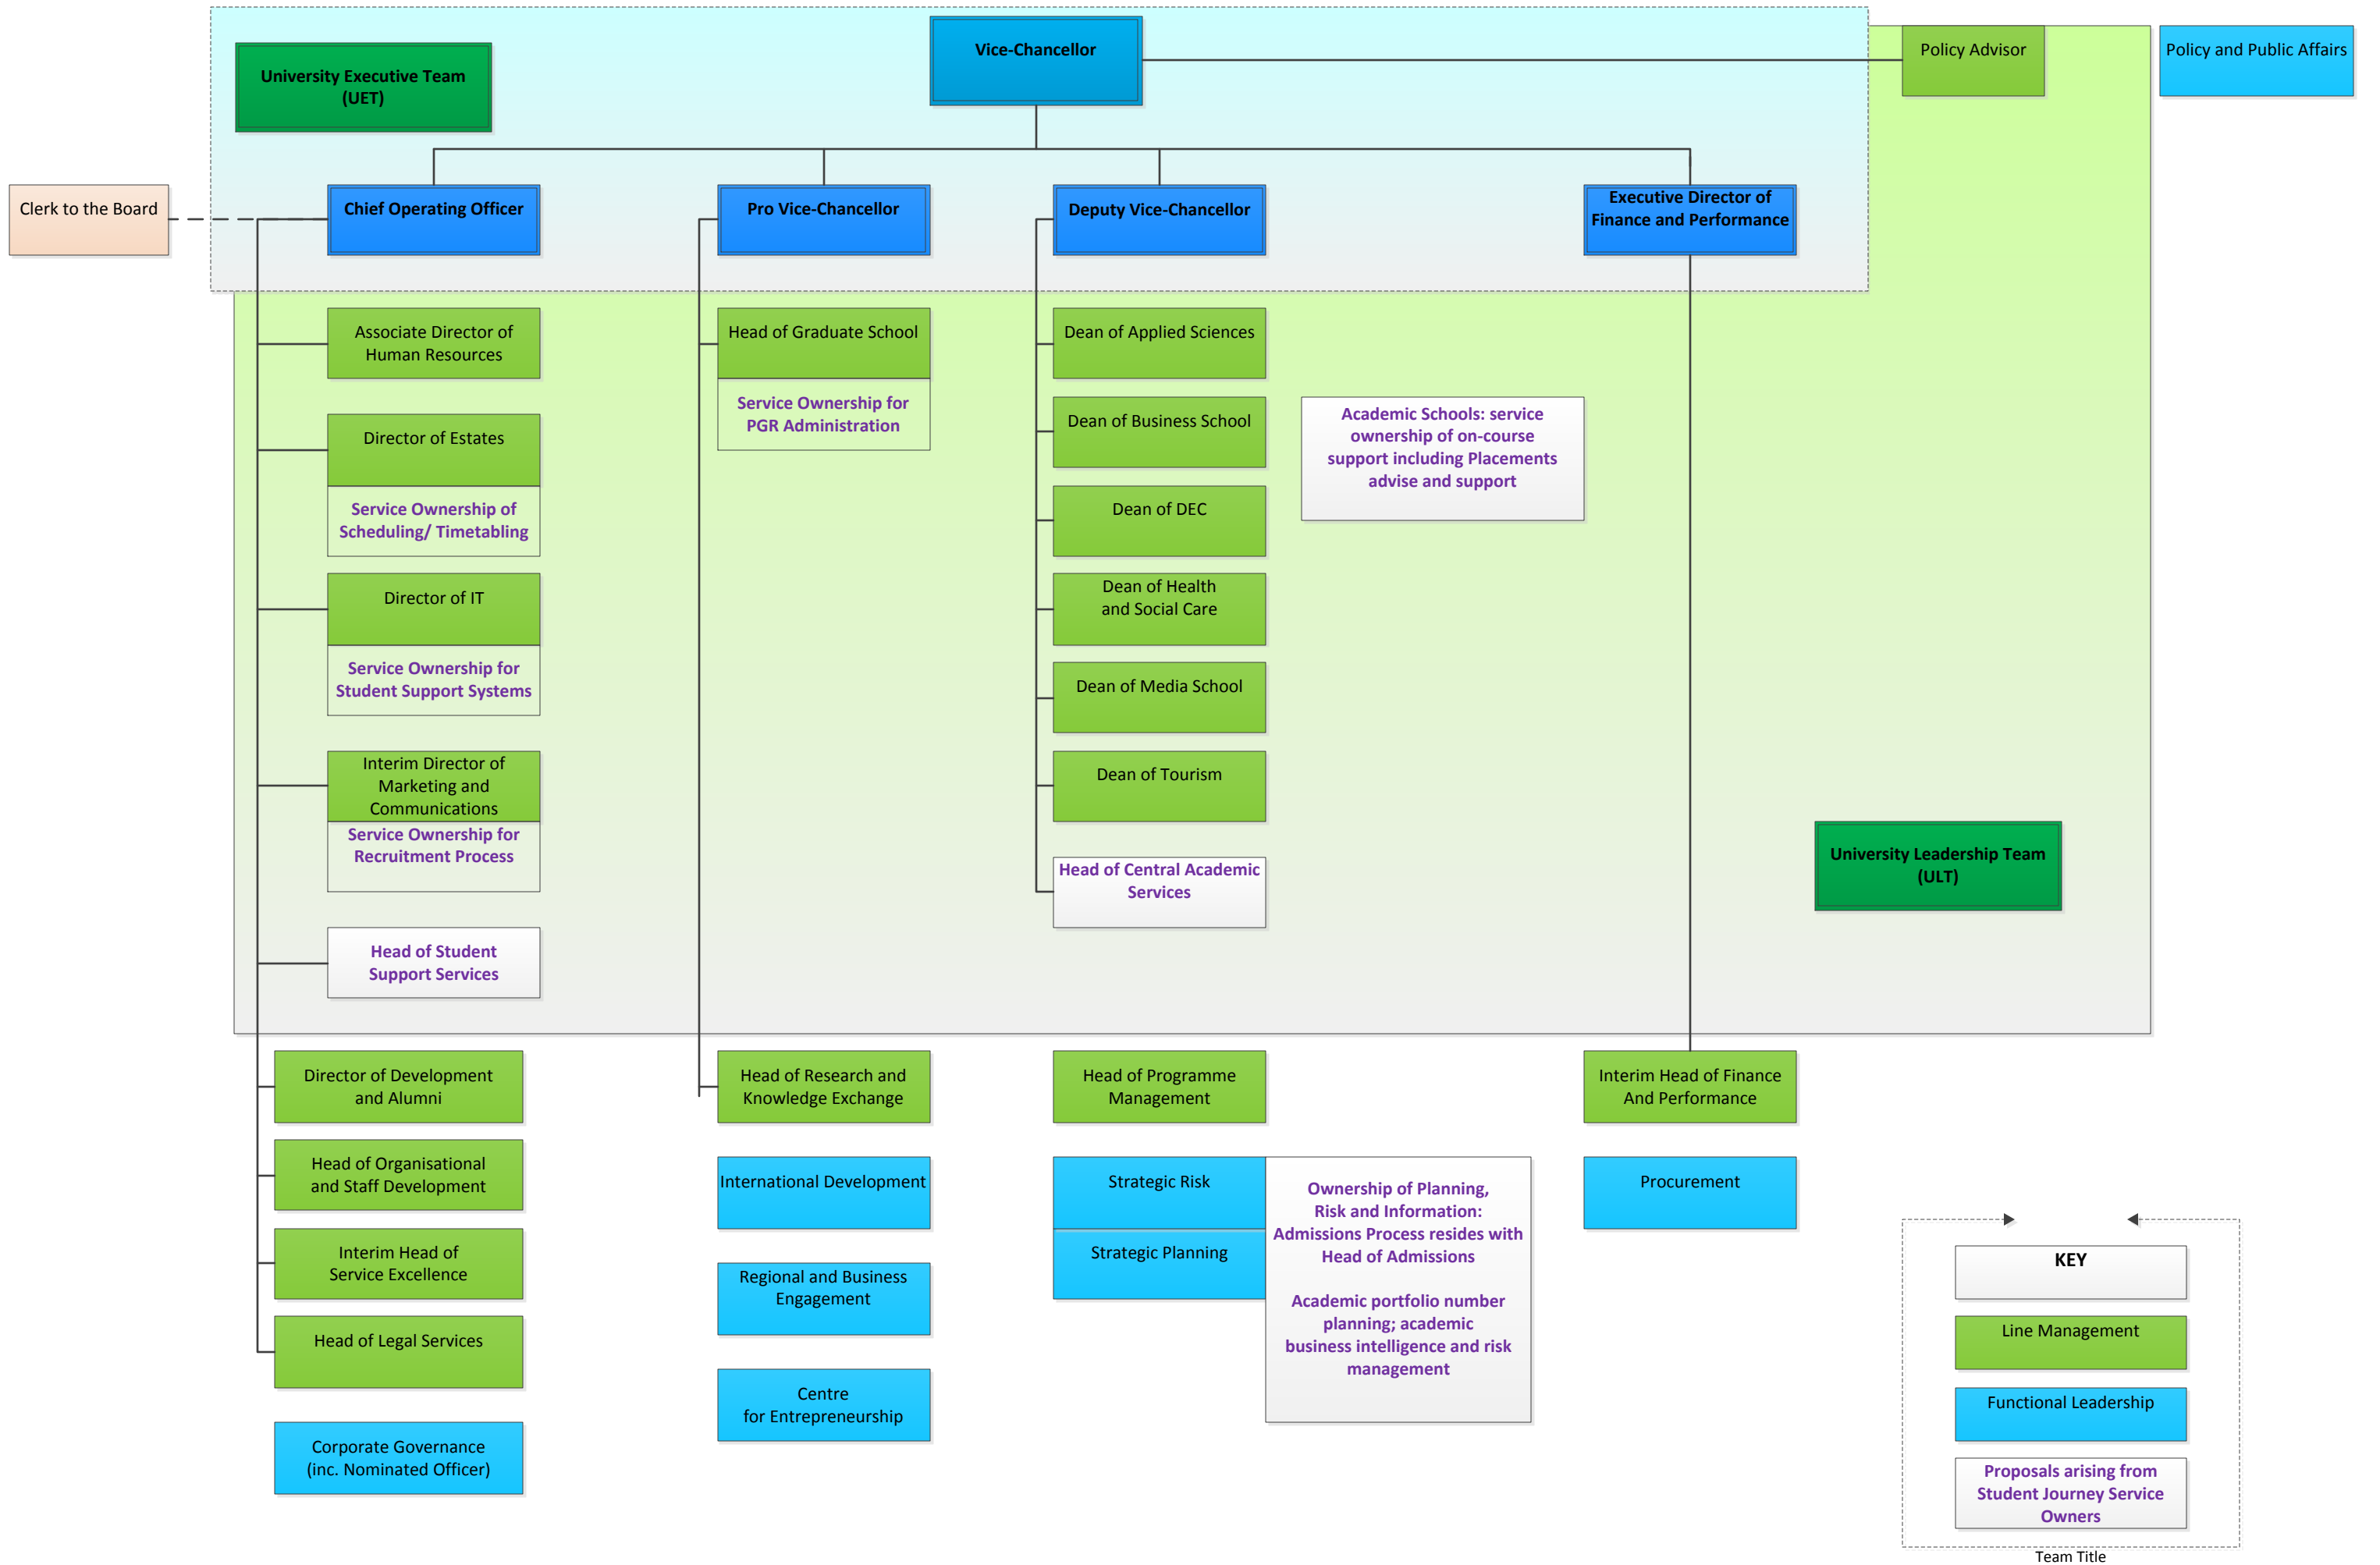 Vice-Chancellor
Policy Advisor
Policy and Public Affairs
University Executive Team
(UET)
Clerk to the Board
Chief Operating Officer
Pro Vice-Chancellor
Deputy Vice-Chancellor
Executive Director of
Finance and Performance
Associate Director of
Human Resources
Director of Estates
Service Ownership of
Scheduling/ Timetabling
Director of IT
Service Ownership for
Student Support Systems
Interim Director of
Marketing and
Communications
Service Ownership for
Recruitment Process
Head of Student
Support Services
Head of Graduate School
Service Ownership for
PGR Administration
Dean of Applied Sciences
Dean of Business School
Dean of DEC
Dean of Health
and Social Care
Dean of Media School
Dean of Tourism
Head of Central Academic
Services
Academic Schools: service
ownership of on-course
support including Placements
advise and support
University Leadership Team
(ULT)
Director of Development
and Alumni
Head of Organisational
and Staff Development
Interim Head of
Service Excellence
Head of Legal Services
Corporate Governance
(inc. Nominated Officer)
Head of Research and
Knowledge Exchange
International Development
Regional and Business
Engagement
Centre
for Entrepreneurship
Head of Programme
Management
Strategic Risk
Strategic Planning
Ownership of Planning,
Risk and Information:
Admissions Process resides with
Head of Admissions
Academic portfolio number
planning; academic
business intelligence and risk
management
Interim Head of Finance
And Performance
Procurement
KEY
Line Management
Functional Leadership
Proposals arising from
Student Journey Service
Owners
Team Title